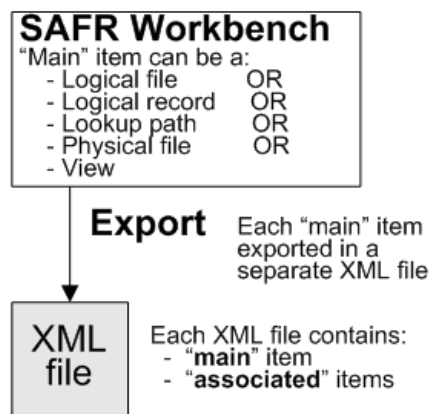 SAFR Workbench
“Main” item can be a:
- Logical file OR
- Logical record OR
- Lookup path OR
- Physical file OR
- View
Export
Each “main” item
exported in a
separate XML file
XML
file
Each XML file contains:
- “main” item
- “associated” items